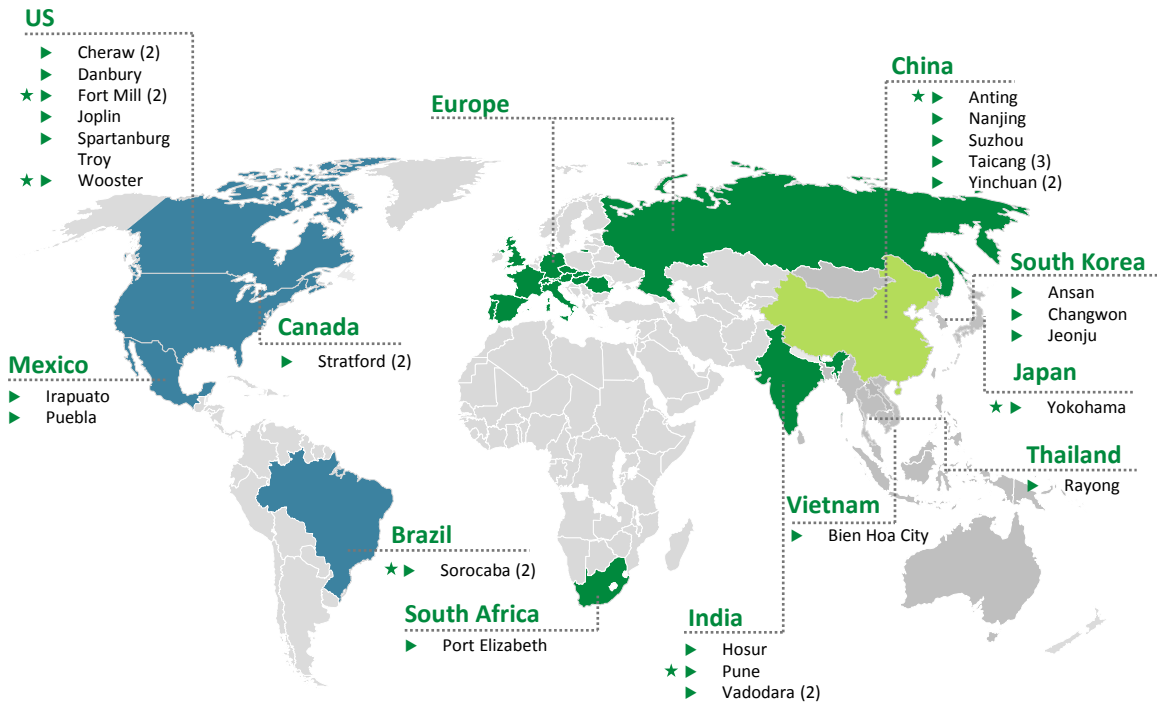 US
Cheraw (2)
Danbury
Fort Mill (2)
Joplin
Spartanburg
Troy
Wooster
Europe
China
Anting
Nanjing
Suzhou
Taicang (3)
Yinchuan (2)
South Korea
Ansan
Changwon
Jeonju
Canada
Stratford (2)
Mexico
Irapuato
Puebla
Japan
Yokohama
Thailand
Rayong
Vietnam
Bien Hoa City
Brazil
Sorocaba (2)
South Africa
Port Elizabeth
India
Hosur
Pune
Vadodara (2)